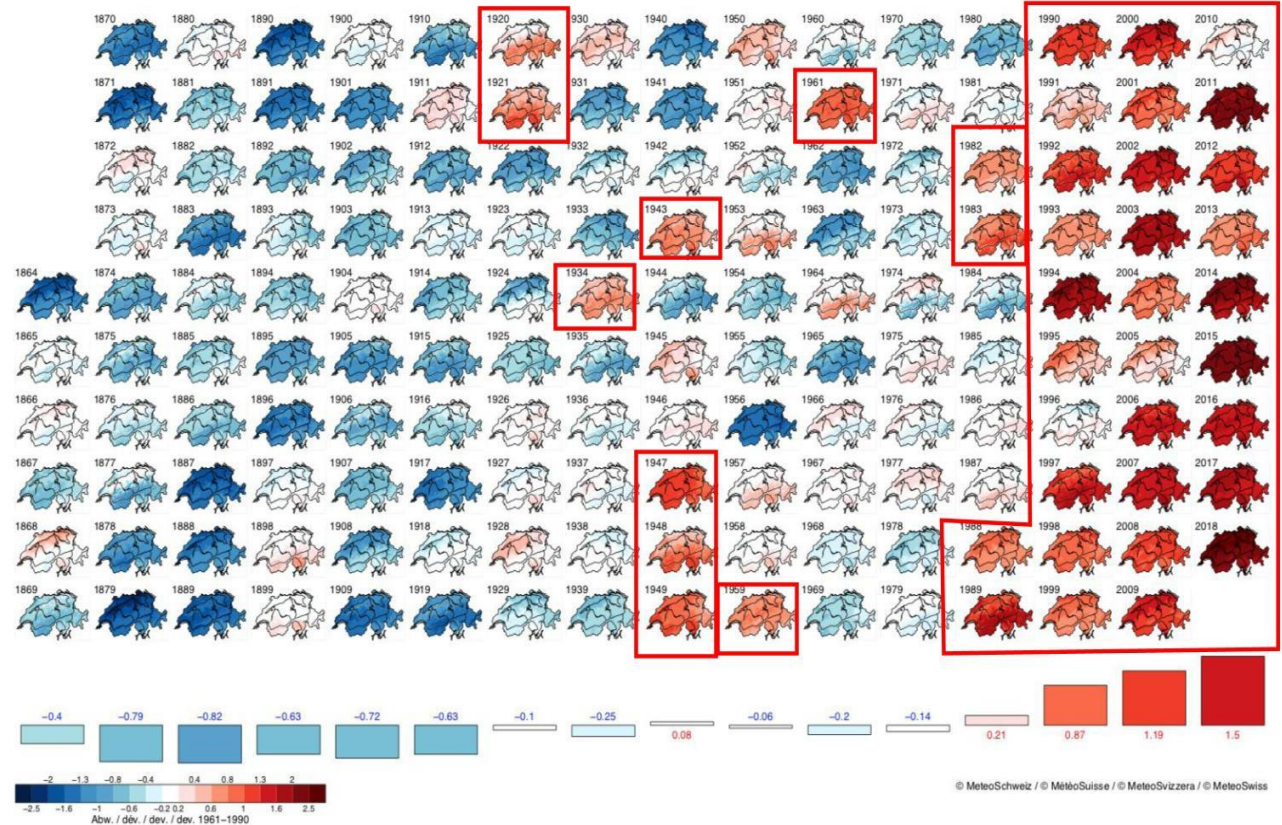 1870 1880 1890 1900 1910 1920 1930 1940 1950 1960 1970 1980 1990 2000 2010
1871 1881 1891 1901 1911 1921 1931 1941 1951 1961 1971 1981 1991 2001 2011
1872 1882 1892 1902 1912 1922 1932 1942 1952 1962 1972 1982 1992 2002 2012
1873 1883 1893 1903 1913 1923 1933 1943 1953 1963 1973 1983 1993 2003 2013
1864 1874 1884 1894 1904 1914 1924 1934 1944 1954 1964 1974 1984 1994 2004 2014
1865 1875 1885 1895 1905 1915 1925 1935 1945 1955 1965 1975 1985 1995 2005 2015
1866 1876 1886 1896 1906 1916 1926 1936 1946 1956 1966 1976 1986 1996 2006 2016
1867 1877 1887 1897 1907 1917 1927 1937 1947 1957 1967 1977 1987 1997 2007 2017
1868 1878 1888 1898 1908 1918 1928 1938 1948 1958 1968 1978 1988 1998 2008 2018
1869 1879 1889 1899 1909 1919 1929 1939 1949 1959 1969 1979 1989 1999 2009
−0.4 −0.79 −0.82 −0.63 −0.72 −0.63 −0.1 −0.25 0.08 −0.06 −0.2 −0.14 0.21 0.87 1.19 1.5
−2 −1.3 −0.8 −0.4 0.4 0.8 1.3 2
−2.5 −1.6 −1 −0.6 −0.2 0.2 0.6 1 1.6 2.5
Abw. / dév. / dev. / dev. 1961−1990
© MeteoSchweiz / © MétéoSuisse / © MeteoSvizzera / © MeteoSwiss